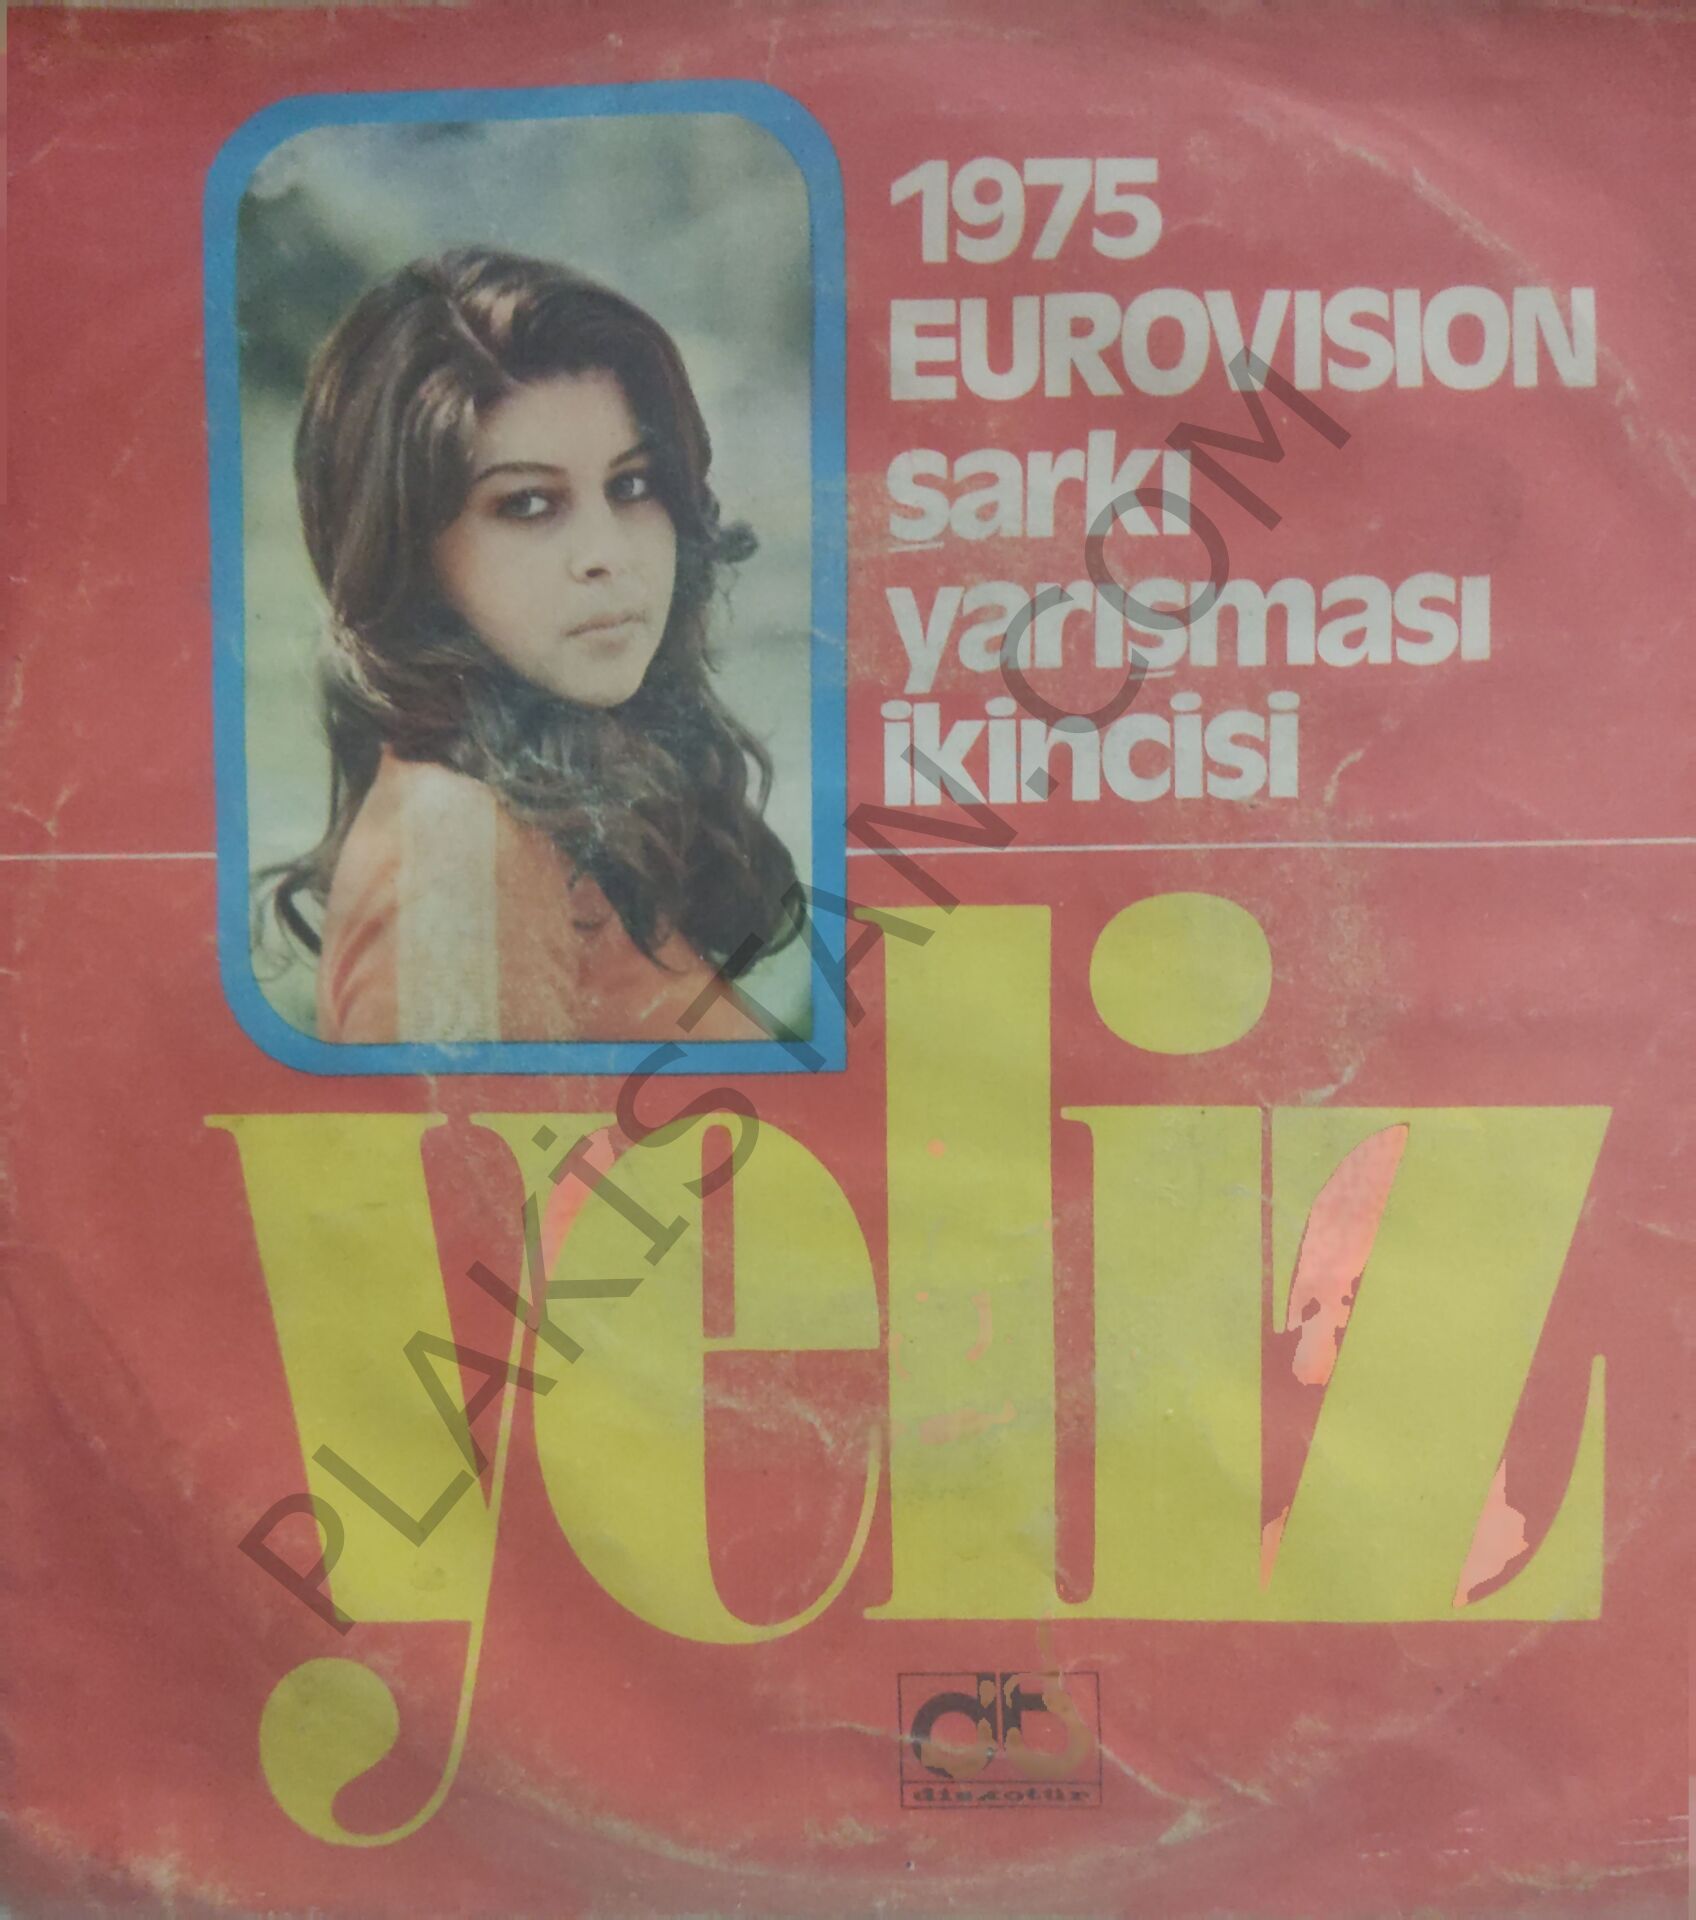 1975
EUROVISION
şarkı
yarışması
ikincisi
yeliz
dt
diskotür
PLAKİSTAN.COM